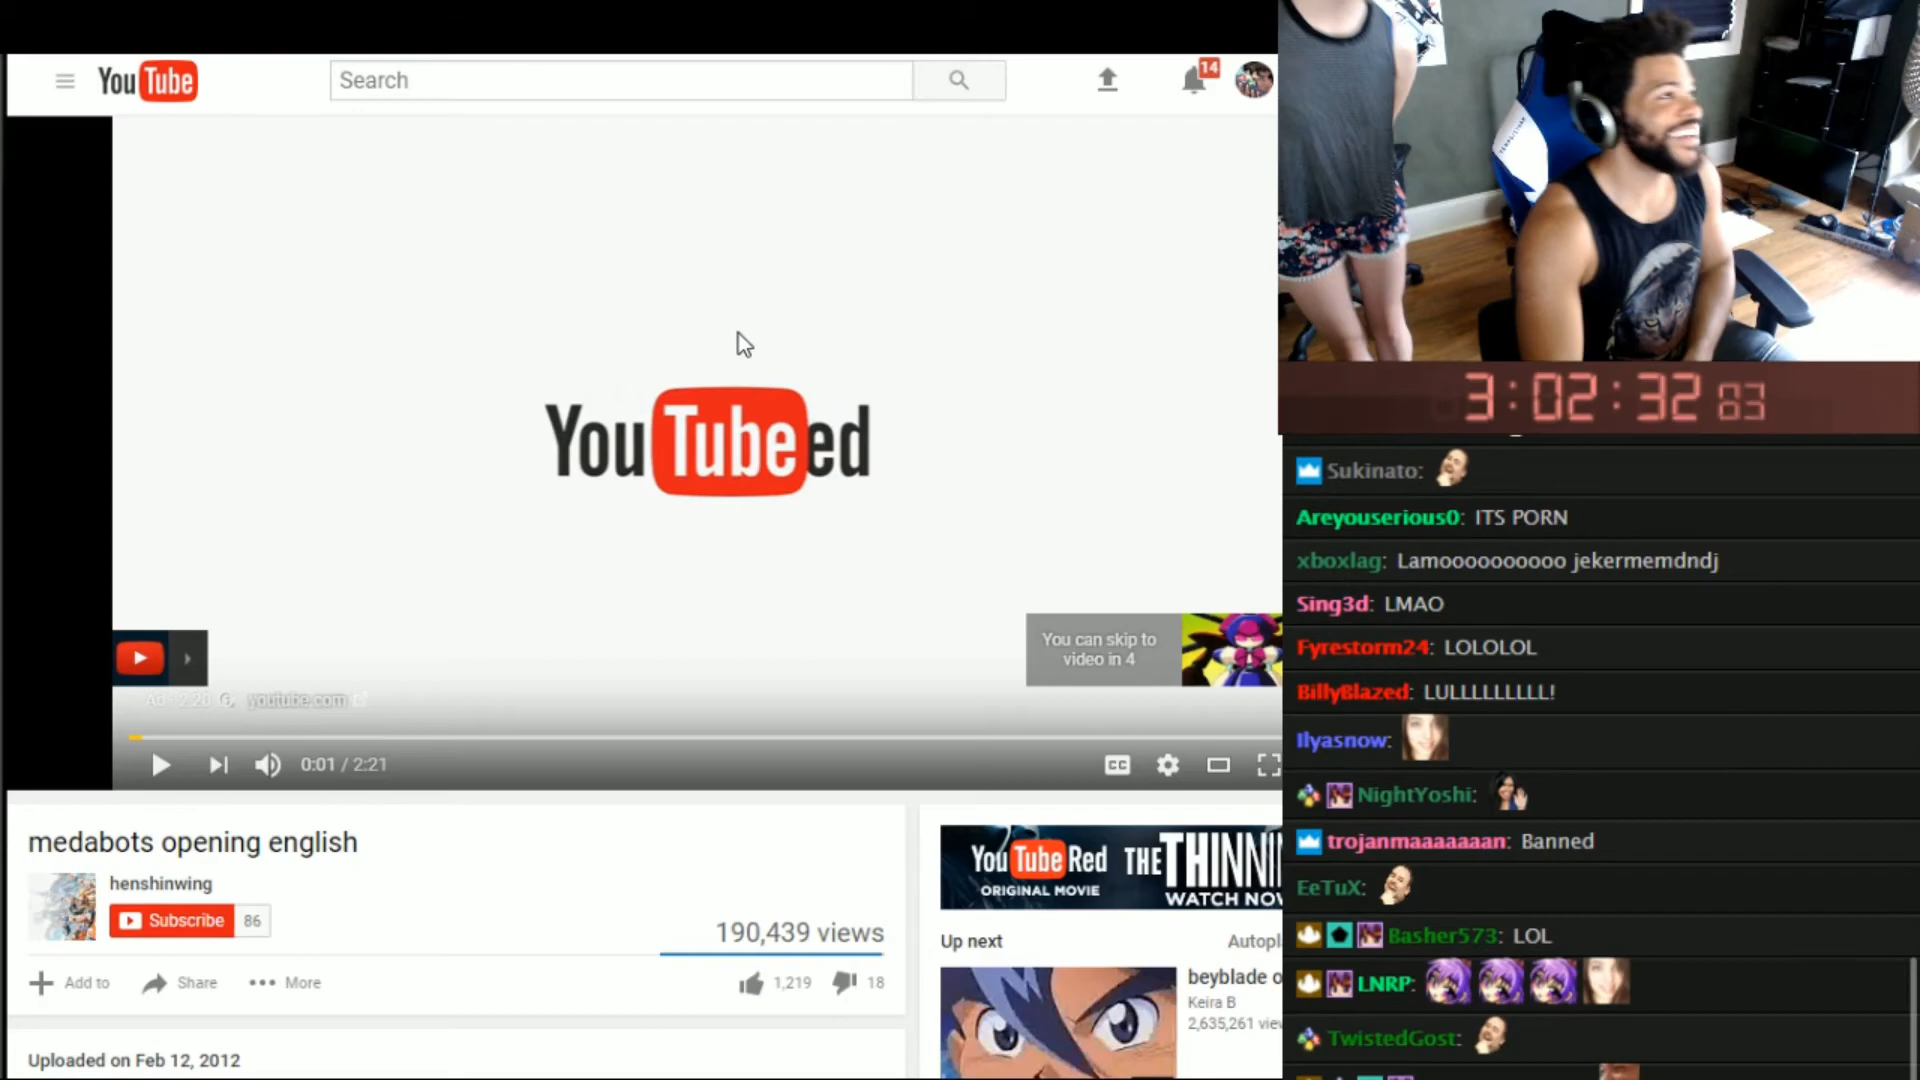 YouTube
Search
14
YouTubeed
You can skip to
video in 4
Ad · 2:20
youtube.com
0:01 / 2:21
CC
medabots opening english
henshinwing
Subscribe 86
190,439 views
Add to
Share
More
1,219
18
Uploaded on Feb 12, 2012
YouTube Red
ORIGINAL MOVIE
THE THINNIN
WATCH NOW
Up next
Autopl
beyblade o
Keira B
2,635,261 view
3:02:32 83
Sukinato:
Areyouserious0: ITS PORN
xboxlag: Lamoooooooooo jekermemdndj
Sing3d: LMAO
Fyrestorm24: LOLOLOL
BillyBlazed: LULLLLLLLLL!
Ilyasnow:
NightYoshi:
trojanmaaaaaaan: Banned
EeTuX:
Basher573: LOL
LNRP:
TwistedGost: